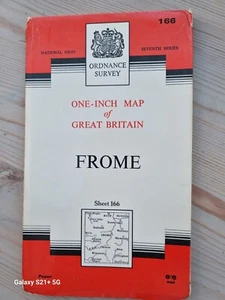 166
NATIONAL GRID
SEVENTH SERIES
ORDNANCE
SURVEY
ONE-INCH MAP
of
GREAT BRITAIN
FROME
Sheet 166
Paper
Galaxy S21+ 5G